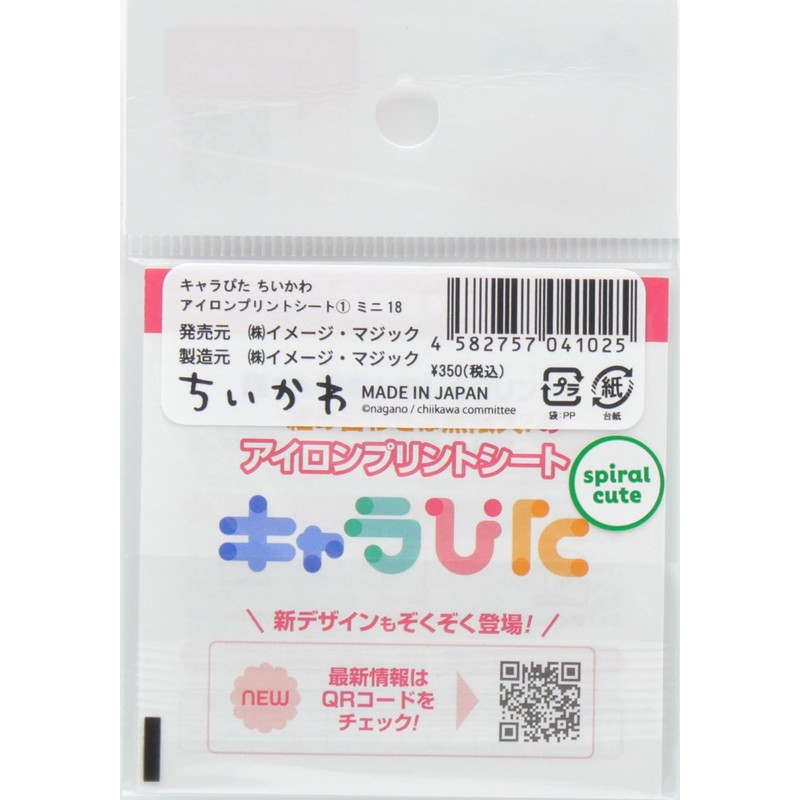 キャラぴた ちいかわ
アイロンプリントシート① ミニ18
発売元 ㈱イメージ・マジック
製造元 ㈱イメージ・マジック
4 582757 041025
¥350(税込)
ちいかわ
MADE IN JAPAN
©nagano / chiikawa committee
プラ
袋:PP
紙
台紙
アイロンプリントシート
spiral
cute
キャラぴた
\ 新デザインもぞくぞく登場! /
NEW
最新情報は
QRコードを
チェック!